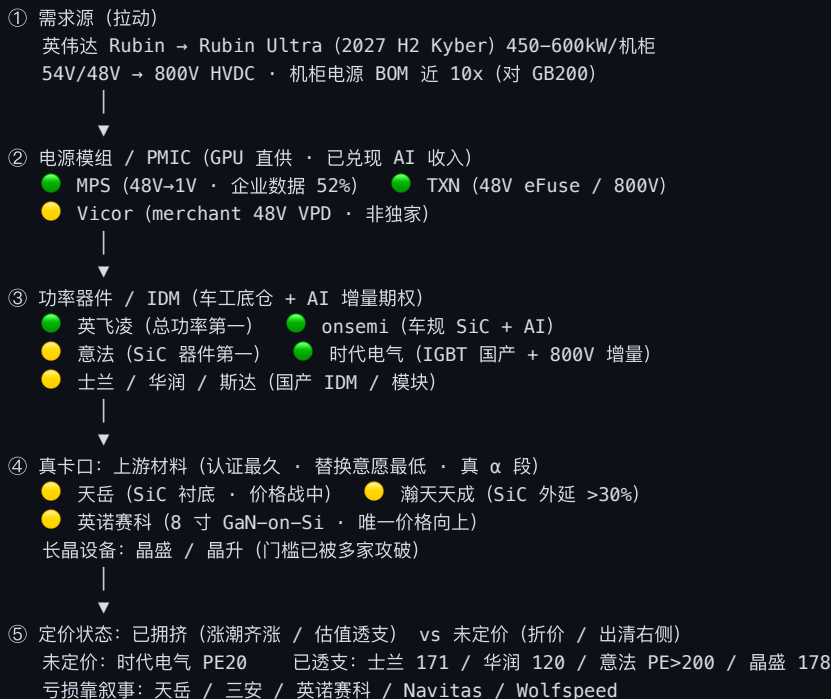 ① 需求源 (拉动)
英伟达 Rubin → Rubin Ultra (2027 H2 Kyber) 450-600kW/机柜
54V/48V → 800V HVDC · 机柜电源 BOM 近 10x (对 GB200)
② 电源模组 / PMIC (GPU 直供 · 已兑现 AI 收入)
MPS (48V→1V · 企业数据 52%) TXN (48V eFuse / 800V)
Vicor (merchant 48V VPD · 非独家)
③ 功率器件 / IDM (车工底仓 + AI 增量期权)
英飞凌 (总功率第一) onsemi (车规 SiC + AI)
意法 (SiC 器件第一) 时代电气 (IGBT 国产 + 800V 增量)
士兰 / 华润 / 斯达 (国产 IDM / 模块)
④ 真卡口: 上游材料 (认证最久 · 替换意愿最低 · 真 α 段)
天岳 (SiC 衬底 · 价格战中) 瀚天天成 (SiC 外延 >30%)
英诺赛科 (8 寸 GaN-on-Si · 唯一价格向上)
长晶设备: 晶盛 / 晶升 (门槛已被多家攻破)
⑤ 定价状态: 已拥挤 (涨潮齐涨 / 估值透支) vs 未定价 (折价 / 出清右侧)
未定价: 时代电气 PE20 已透支: 士兰 171 / 华润 120 / 意法 PE>200 / 晶盛 178
亏损靠叙事: 天岳 / 三安 / 英诺赛科 / Navitas / Wolfspeed